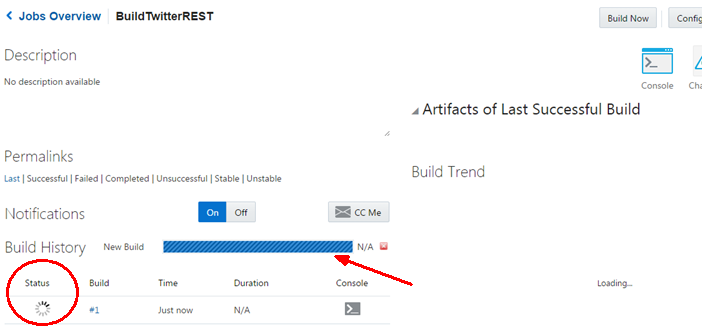 Jobs Overview BuildTwitterREST
Build Now
Description
No description available
Console
Artifacts of Last Successful Build
Permalinks
Last | Successful | Failed | Completed | Unsuccessful | Stable | Unstable
Build Trend
Notifications On Off CC Me
Build History New Build N/A
Status Build Time Duration Console
#1 Just now N/A
Loading...